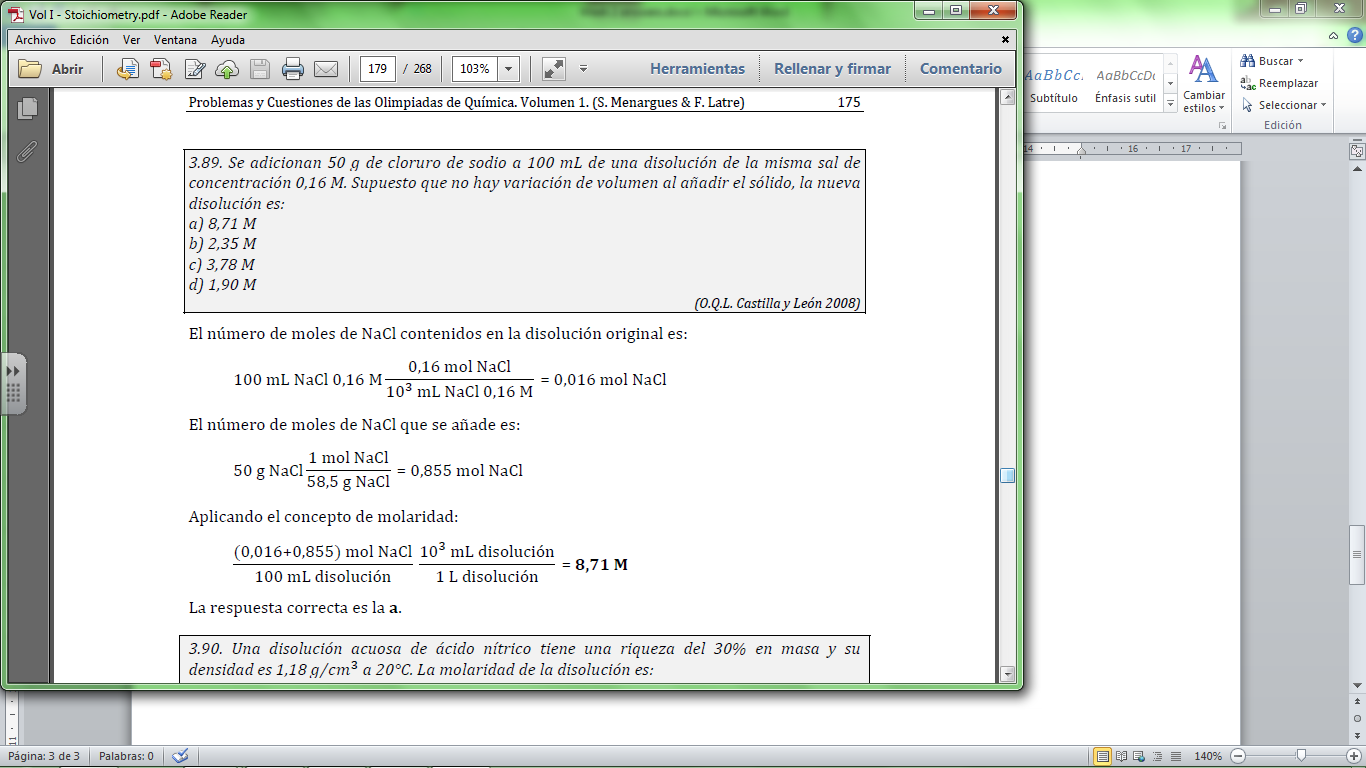 Vol I - Stoichiometry.pdf - Adobe Reader
Archivo Edición Ver Ventana Ayuda
Abrir 179 / 268 103% Herramientas Rellenar y firmar Comentario
Problemas y Cuestiones de las Olimpiadas de Química. Volumen 1. (S. Menargues & F. Latre) 175
3.89. Se adicionan 50 g de cloruro de sodio a 100 mL de una disolución de la misma sal de
concentración 0,16 M. Supuesto que no hay variación de volumen al añadir el sólido, la nueva
disolución es:
a) 8,71 M
b) 2,35 M
c) 3,78 M
d) 1,90 M
(O.Q.L. Castilla y León 2008)
El número de moles de NaCl contenidos en la disolución original es:
100 mL NaCl 0,16 M 0,16 mol NaCl / 10³ mL NaCl 0,16 M = 0,016 mol NaCl
El número de moles de NaCl que se añade es:
50 g NaCl 1 mol NaCl / 58,5 g NaCl = 0,855 mol NaCl
Aplicando el concepto de molaridad:
(0,016+0,855) mol NaCl / 100 mL disolución 10³ mL disolución / 1 L disolución = 8,71 M
La respuesta correcta es la a.
3.90. Una disolución acuosa de ácido nítrico tiene una riqueza del 30% en masa y su
densidad es 1,18 g/cm³ a 20°C. La molaridad de la disolución es:
AaBbCc. AaBbCcDc
Subtítulo Énfasis sutil
Cambiar
estilos
Buscar
Reemplazar
Seleccionar
Edición
14 16 17
11
Página: 3 de 3 Palabras: 0 140%